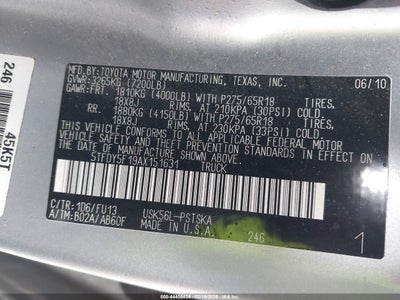 MFD.BY:TOYOTA MOTOR MANUFACTURING, TEXAS, INC. 06/10
GVWR:3265KG (7200LB)
GAWR:FRT. 1810KG (4000LB) WITH P275/65R18 TIRES,
18X8J RIMS, AT 210KPA (30PSI) COLD
RR. 1880KG (4150LB) WITH P275/65R18 TIRES,
18X8J RIMS, AT 230KPA (33PSI) COLD.
THIS VEHICLE CONFORMS TO ALL APPLICABLE FEDERAL MOTOR
VEHICLE SAFETY AND THEFT PREVENTION STANDARDS IN EFFECT
ON THE DATE OF MANUFACTURE SHOWN ABOVE.
5TFDY5F19AX151631 TRUCK
C/TR:1D6/FU13 USK56L-PSTSKA
A/TM:B02A/AB60F MADE IN U.S.A. 246 1
246 45K5T